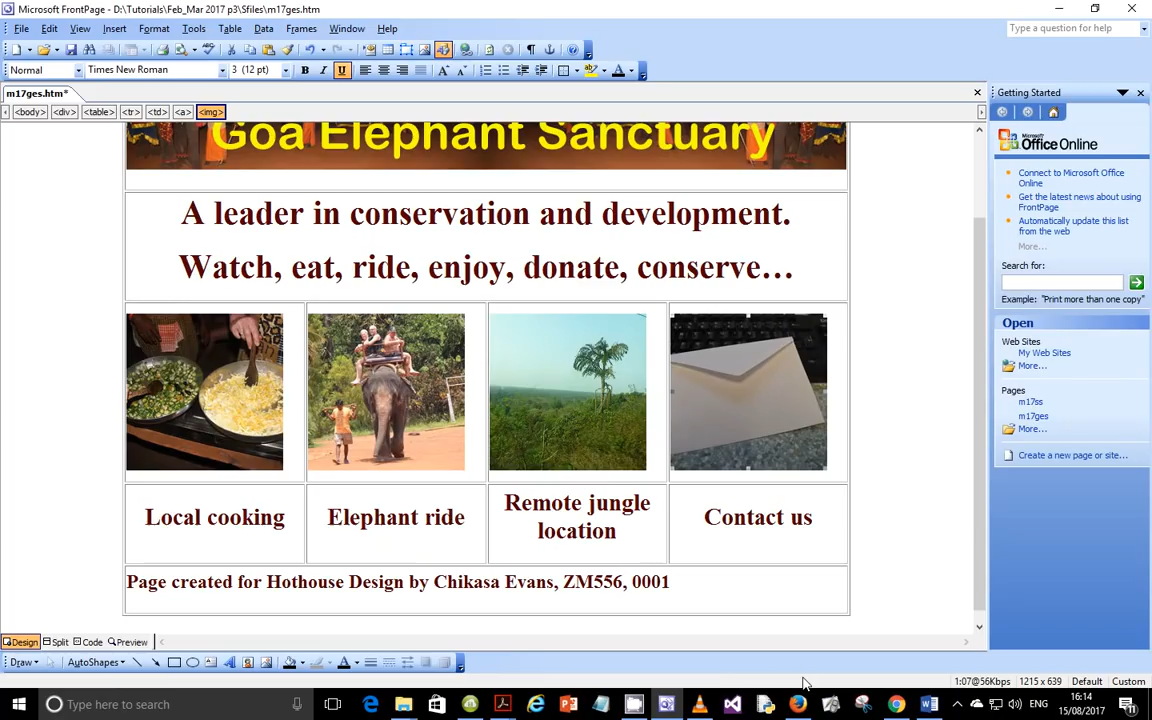 Microsoft FrontPage - D:\Tutorials\Feb_Mar 2017 p3\Sfiles\m17ges.htm
File Edit View Insert Format Tools Table Data Frames Window Help
Type a question for help
Normal Times New Roman 3 (12 pt) B I U
m17ges.htm*
<body> <div> <table> <tr> <td> <a> <img>
Goa Elephant Sanctuary
A leader in conservation and development.
Watch, eat, ride, enjoy, donate, conserve…
Local cooking
Elephant ride
Remote jungle
location
Contact us
Page created for Hothouse Design by Chikasa Evans, ZM556, 0001
Getting Started
Microsoft
Office Online
Connect to Microsoft Office
Online
Get the latest news about using
FrontPage
Automatically update this list
from the web
More...
Search for:
Example: "Print more than one copy"
Open
Web Sites
My Web Sites
More...
Pages
m17ss
m17ges
More...
Create a new page or site...
Design Split Code Preview
Draw AutoShapes
1:07@56Kbps 1215 x 639 Default Custom
Type here to search
ENG
16:14
15/08/2017